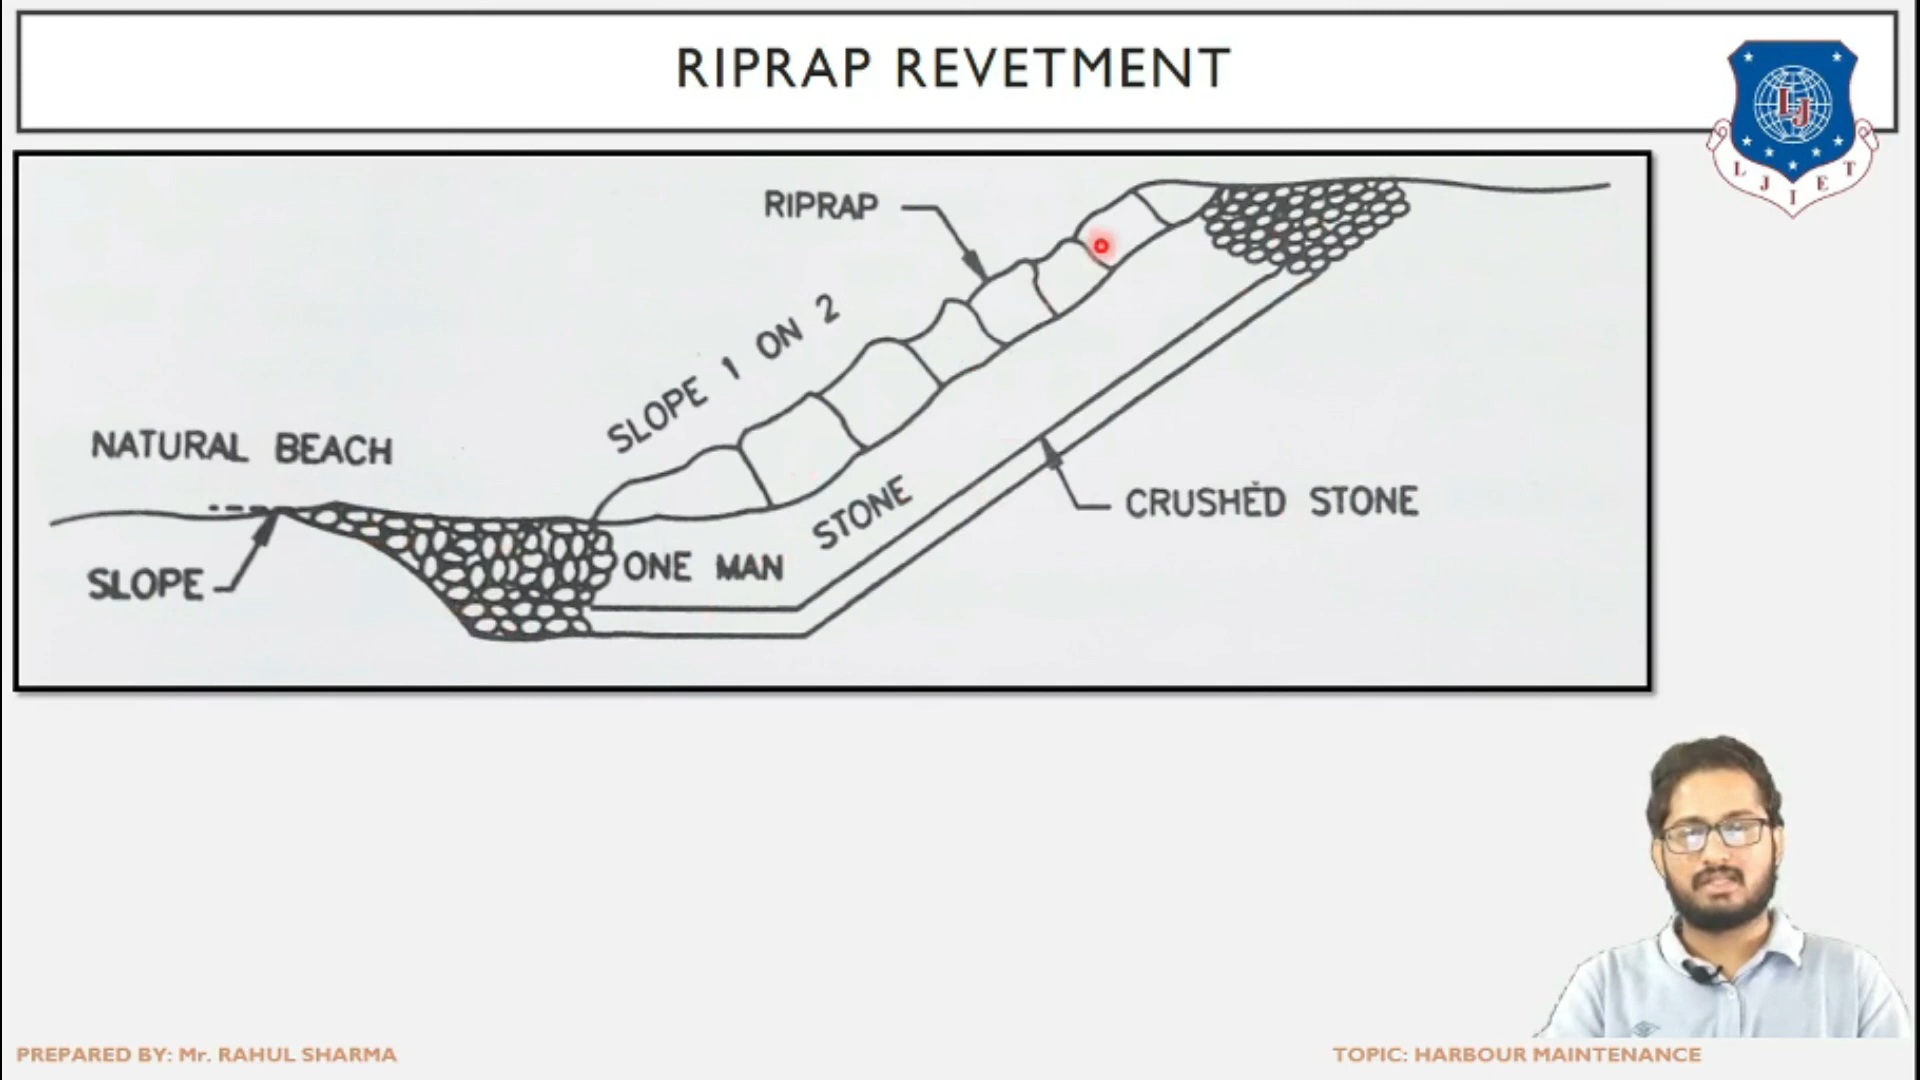 RIPRAP REVETMENT
L J I E T
LJ
RIPRAP
SLOPE 1 ON 2
NATURAL BEACH
SLOPE
ONE MAN STONE
CRUSHED STONE
PREPARED BY: Mr. RAHUL SHARMA
TOPIC: HARBOUR MAINTENANCE